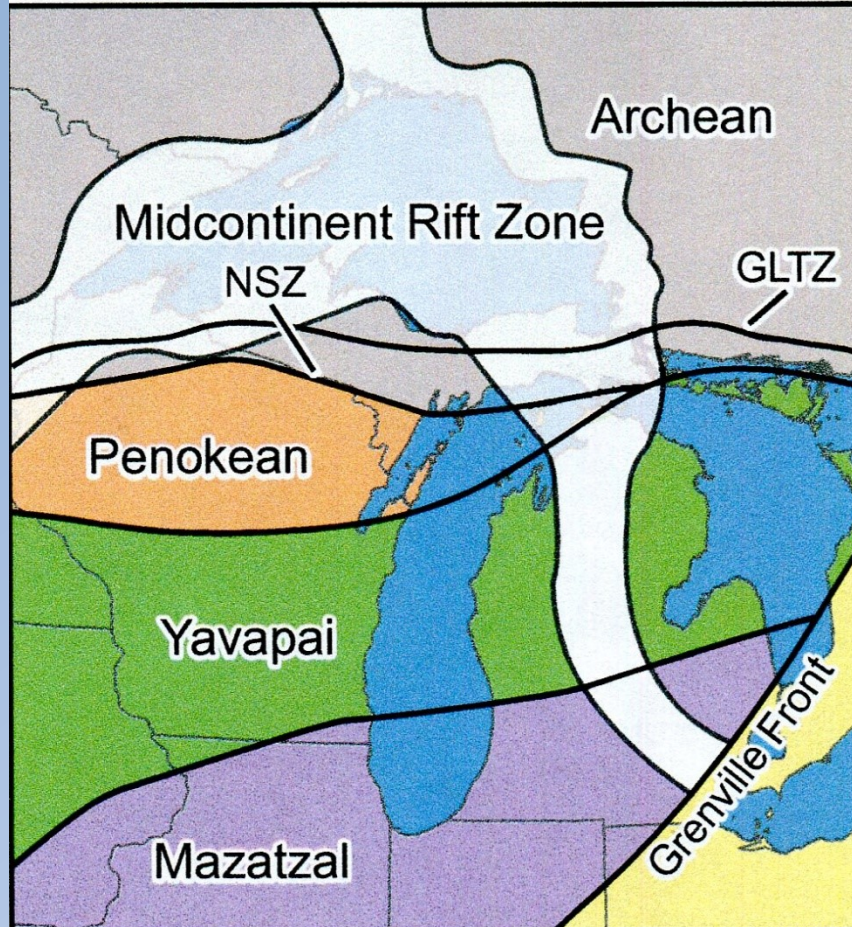 Archean
Midcontinent Rift Zone
NSZ
GLTZ
Penokean
Yavapai
Grenville Front
Mazatzal